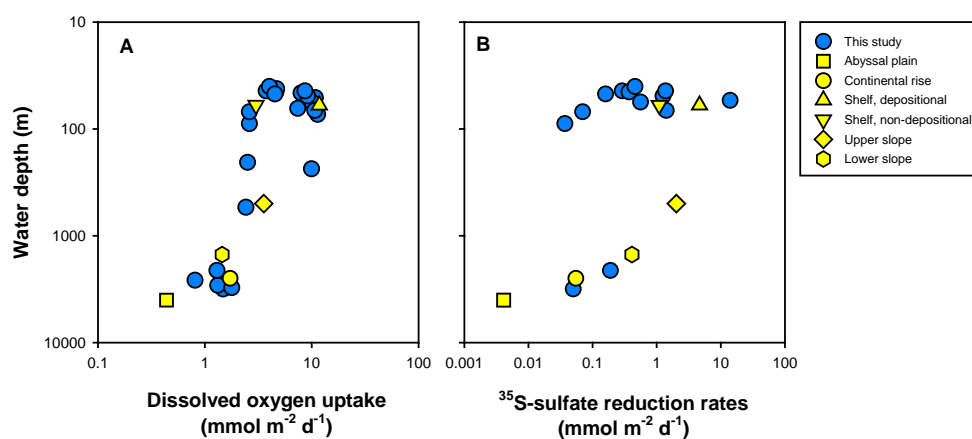 10
100
1000
10000
Water depth (m)
A
0.1 1 10 100
Dissolved oxygen uptake
(mmol m⁻² d⁻¹)
B
0.001 0.01 0.1 1 10 100
³⁵S-sulfate reduction rates
(mmol m⁻² d⁻¹)
This study
Abyssal plain
Continental rise
Shelf, depositional
Shelf, non-depositional
Upper slope
Lower slope